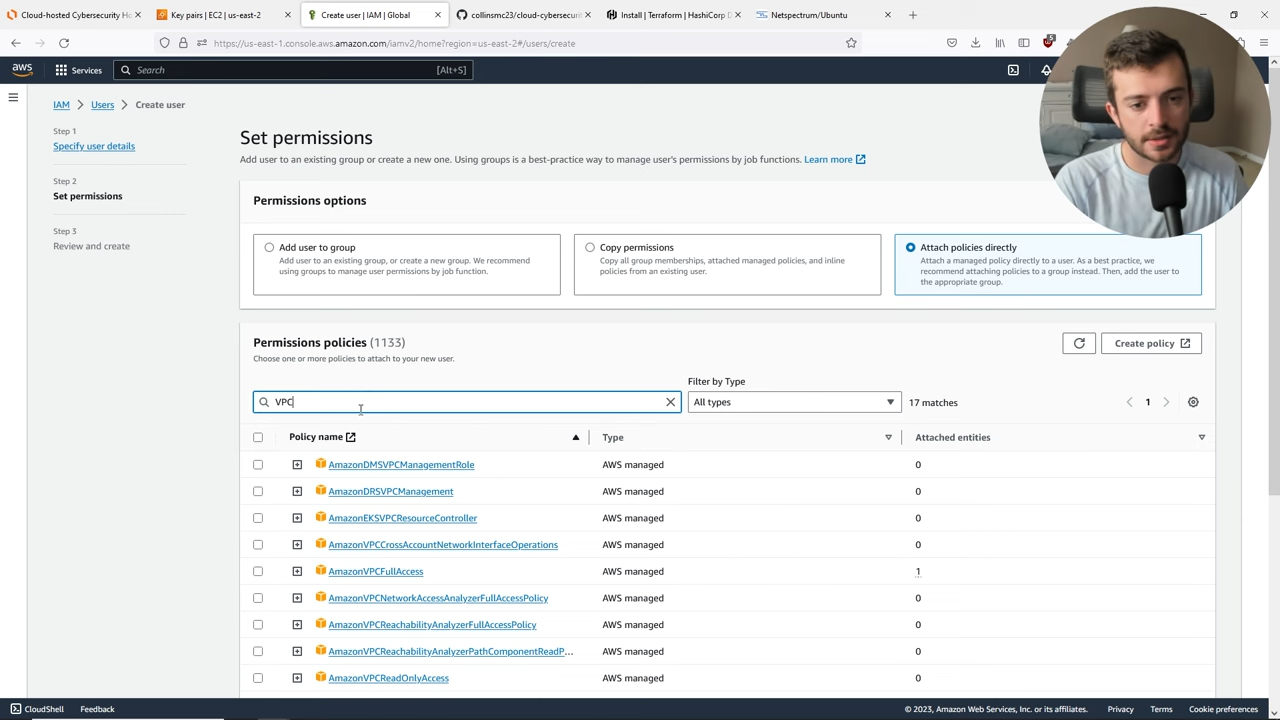 Cloud-hosted Cybersecurity H
Key pairs | EC2 | us-east-2
Create user | IAM | Global
collinsmc23/cloud-cybersecurit
Install | Terraform | HashiCorp D
Netspectrum/Ubuntu
https://us-east-1.console.aws.amazon.com/iamv2/home?region=us-east-2#/users/create
5
aws
Services
Search
[Alt+S]
IAM > Users > Create user
Step 1
Specify user details
Step 2
Set permissions
Step 3
Review and create
Set permissions
Add user to an existing group or create a new one. Using groups is a best-practice way to manage user's permissions by job functions. Learn more
Permissions options
Add user to group
Add user to an existing group, or create a new group. We recommend
using groups to manage user permissions by job function.
Copy permissions
Copy all group memberships, attached managed policies, and inline
policies from an existing user.
Attach policies directly
Attach a managed policy directly to a user. As a best practice, we
recommend attaching policies to a group instead. Then, add the user to
the appropriate group.
Permissions policies (1133)
Choose one or more policies to attach to your new user.
Create policy
Filter by Type
VPC
All types
17 matches
1
Policy name
Type
Attached entities
AmazonDMSVPCManagementRole AWS managed 0
AmazonDRSVPCManagement AWS managed 0
AmazonEKSVPCResourceController AWS managed 0
AmazonVPCCrossAccountNetworkInterfaceOperations AWS managed 0
AmazonVPCFullAccess AWS managed 1
AmazonVPCNetworkAccessAnalyzerFullAccessPolicy AWS managed 0
AmazonVPCReachabilityAnalyzerFullAccessPolicy AWS managed 0
AmazonVPCReachabilityAnalyzerPathComponentReadP... AWS managed 0
AmazonVPCReadOnlyAccess AWS managed 0
CloudShell
Feedback
© 2023, Amazon Web Services, Inc. or its affiliates.
Privacy
Terms
Cookie preferences